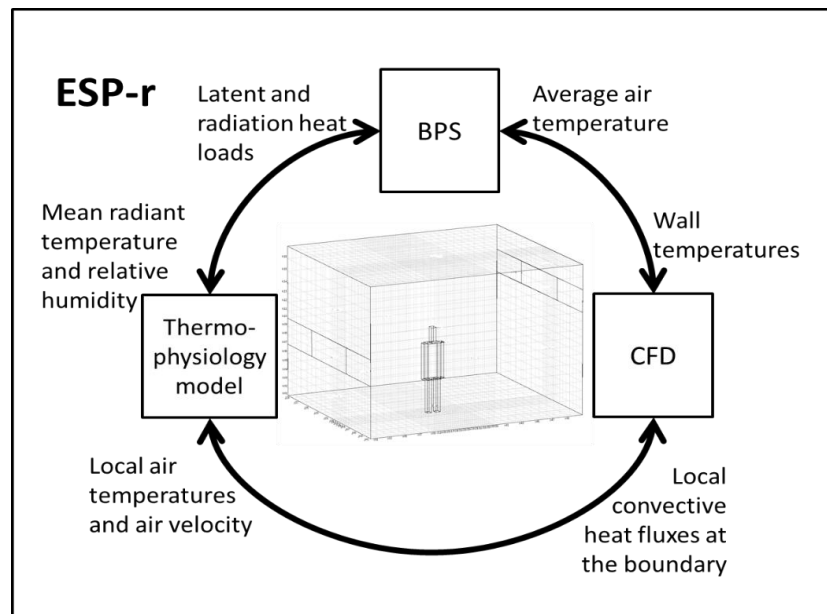 ESP-r
Latent and
radiation heat
loads
BPS
Average air
temperature
Mean radiant
temperature
and relative
humidity
Wall
temperatures
Thermo-
physiology
model
CFD
Local air
temperatures
and air velocity
Local
convective
heat fluxes at
the boundary